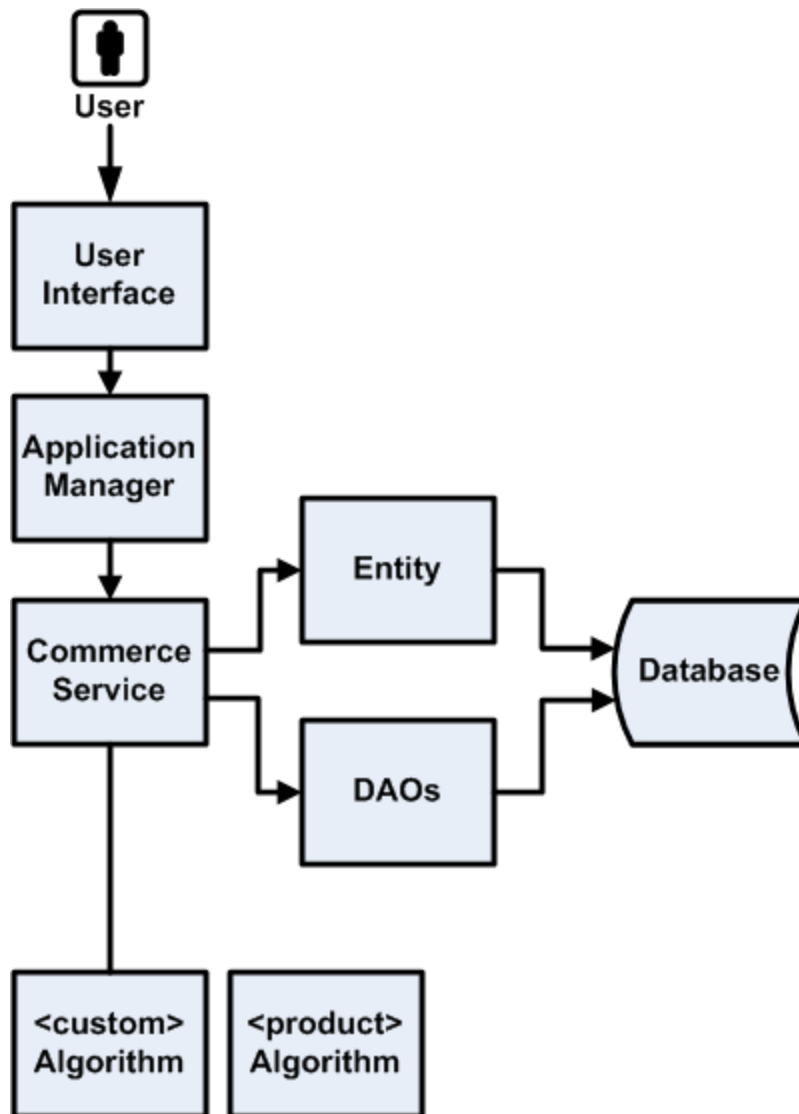 User
User
Interface
Application
Manager
Entity
Commerce
Service
Database
DAOs
<custom>
Algorithm
<product>
Algorithm